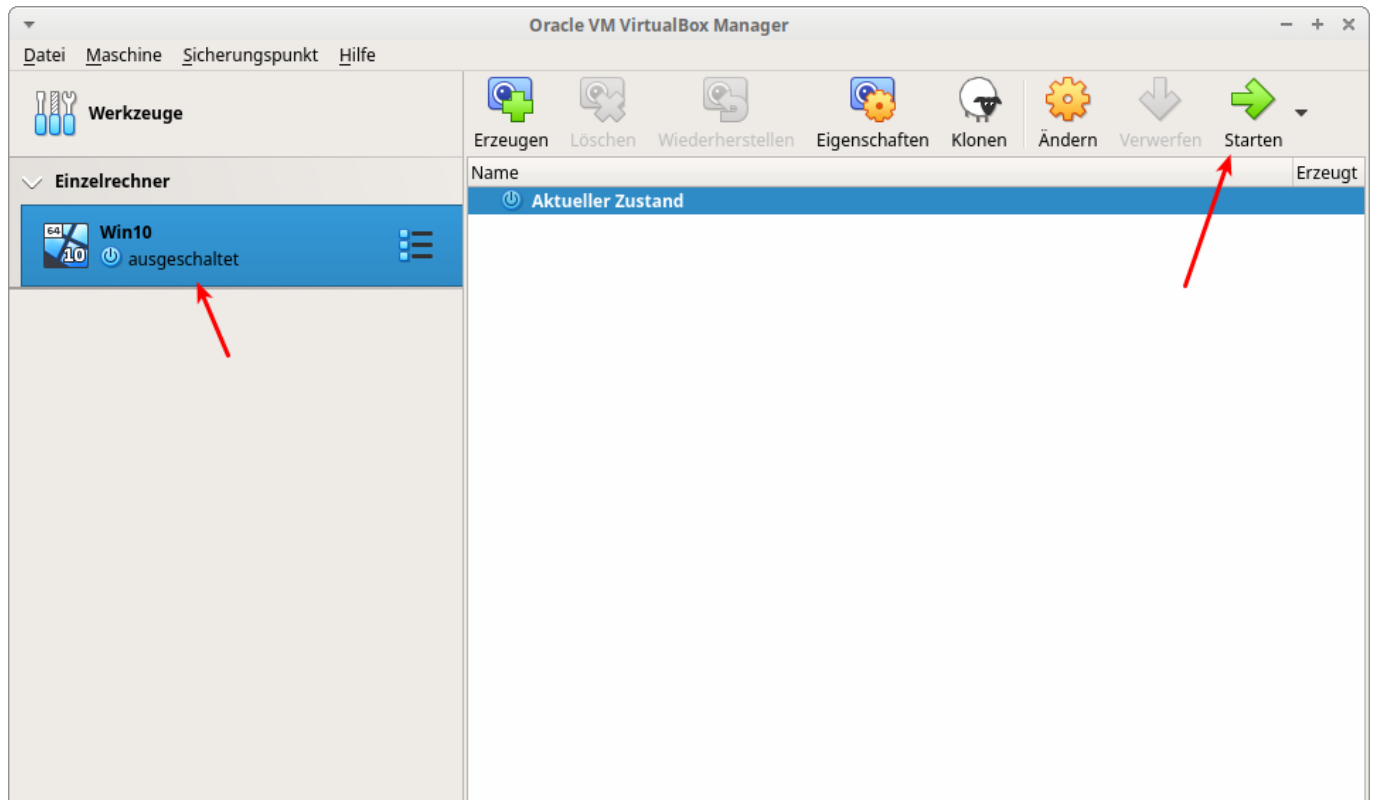 Oracle VM VirtualBox Manager
Datei Maschine Sicherungspunkt Hilfe
Werkzeuge
Erzeugen Löschen Wiederherstellen Eigenschaften Klonen Ändern Verwerfen Starten
Einzelrechner
Name Erzeugt
Aktueller Zustand
64
10
Win10
ausgeschaltet